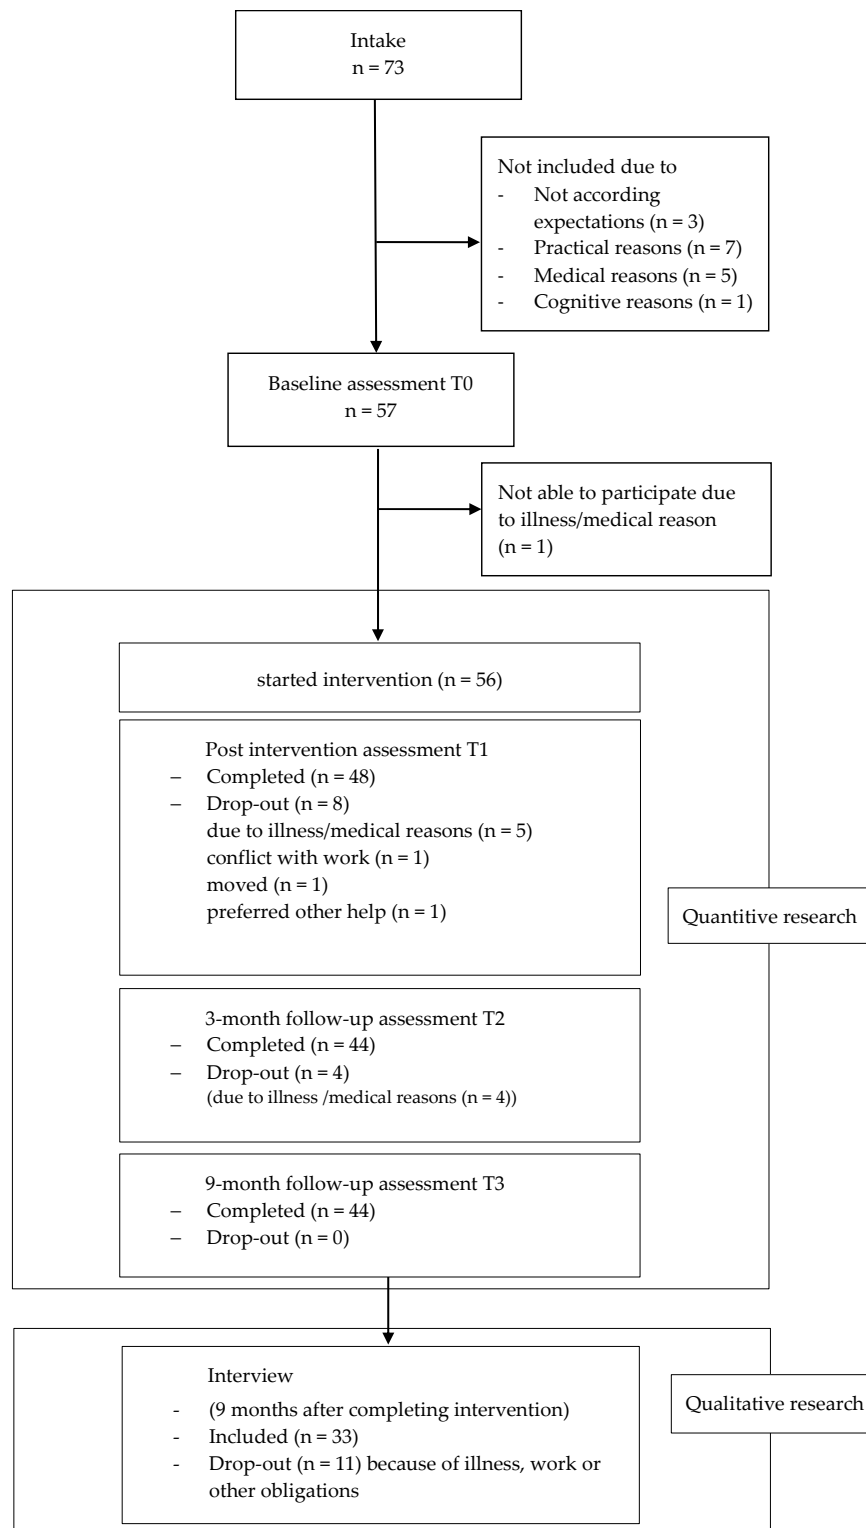 Intake
n = 73
Not included due to
- Not according
expectations (n = 3)
- Practical reasons (n = 7)
- Medical reasons (n = 5)
- Cognitive reasons (n = 1)
Baseline assessment T0
n = 57
Not able to participate due
to illness/medical reason
(n = 1)
started intervention (n = 56)
Post intervention assessment T1
– Completed (n = 48)
– Drop-out (n = 8)
due to illness/medical reasons (n = 5)
conflict with work (n = 1)
moved (n = 1)
preferred other help (n = 1)
Quantitive research
3-month follow-up assessment T2
– Completed (n = 44)
– Drop-out (n = 4)
(due to illness /medical reasons (n = 4))
9-month follow-up assessment T3
– Completed (n = 44)
– Drop-out (n = 0)
Interview
- (9 months after completing intervention)
- Included (n = 33)
- Drop-out (n = 11) because of illness, work or
other obligations
Qualitative research